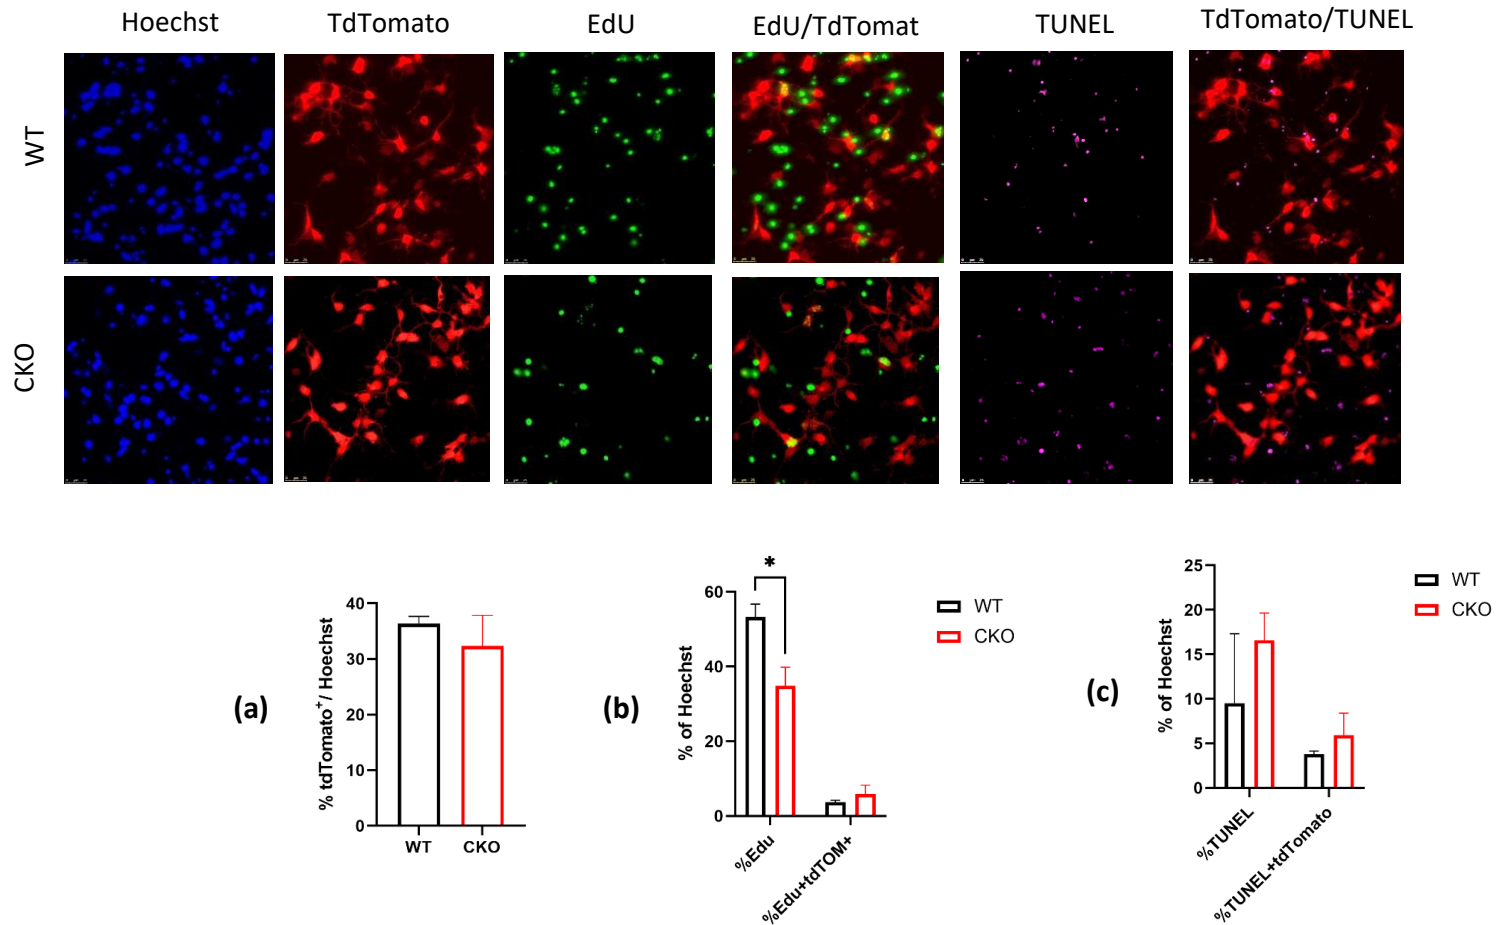 Hoechst
TdTomato
EdU
EdU/TdTomat
TUNEL
TdTomato/TUNEL
WT
CKO
(a)
% tdTomato⁺/ Hoechst
40
30
20
10
0
WT
CKO
(b)
% of Hoechst
60
40
20
0
*
%Edu
%Edu+tdTOM+
WT
CKO
(c)
% of Hoechst
25
20
15
10
5
0
%TUNEL
%TUNEL+tdTomato
WT
CKO